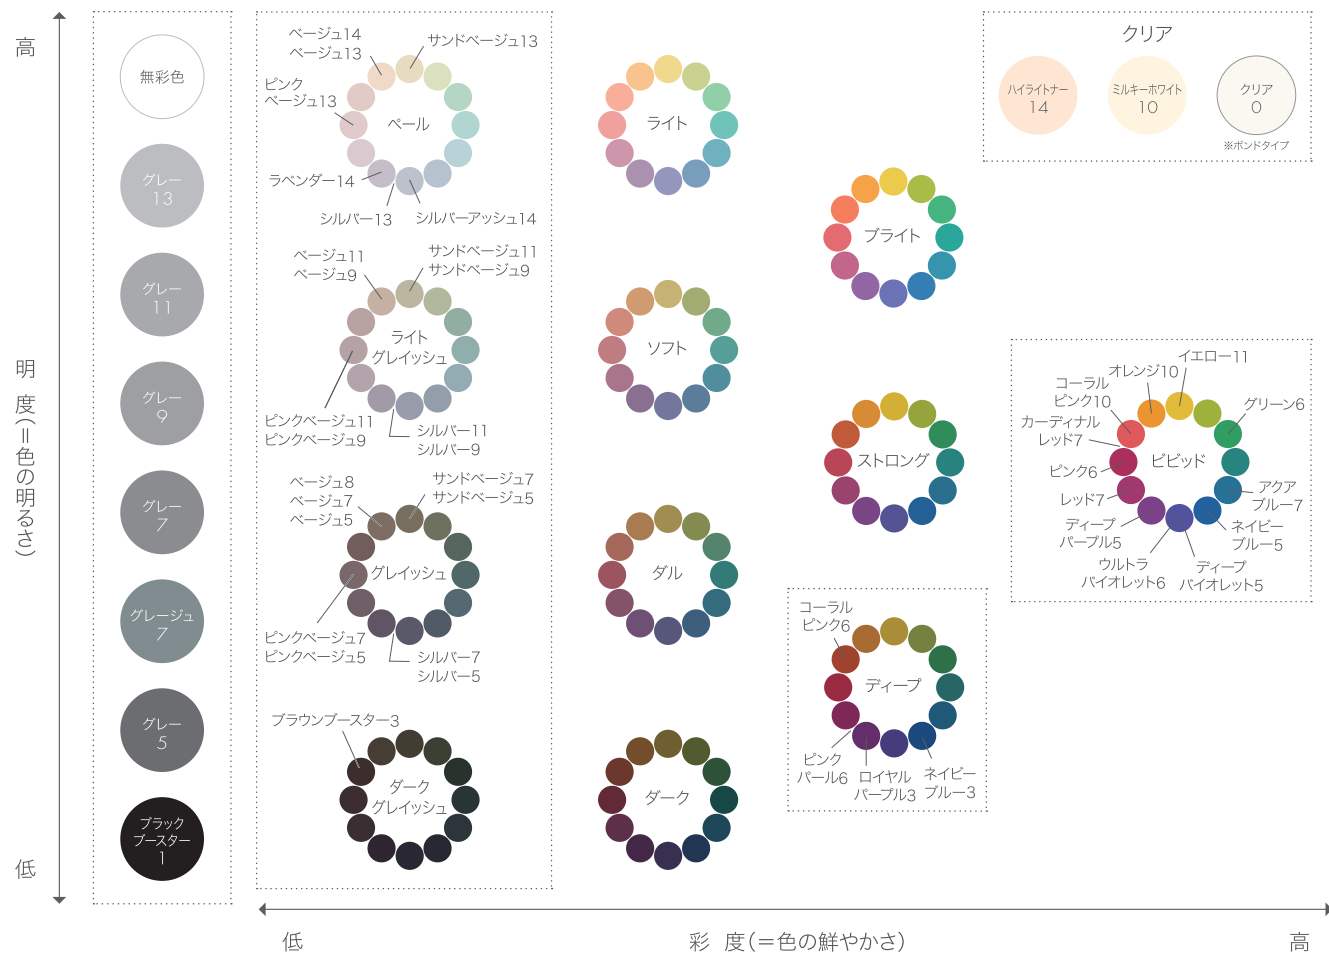 高
明度(=色の明るさ)
低
無彩色
グレー
13
グレー
11
グレー
9
グレー
7
グレージュ
7
グレー
5
ブラック
ブースター
1
ベージュ14
ベージュ13
サンドベージュ13
ピンク
ベージュ13
ペール
ラベンダー14
シルバー13
シルバーアッシュ14
ベージュ11
ベージュ9
サンドベージュ11
サンドベージュ9
ライト
グレイッシュ
ピンクベージュ11
ピンクベージュ9
シルバー11
シルバー9
ベージュ8
ベージュ7
ベージュ5
サンドベージュ7
サンドベージュ5
グレイッシュ
ピンクベージュ7
ピンクベージュ5
シルバー7
シルバー5
ブラウンブースター3
ダーク
グレイッシュ
ライト
ソフト
ダル
ダーク
ブライト
ストロング
コーラル
ピンク6
ディープ
ピンク
パール6
ロイヤル
パープル3
ネイビー
ブルー3
クリア
ハイライトナー
14
ミルキーホワイト
10
クリア
0
※ボンドタイプ
イエロー11
オレンジ10
コーラル
ピンク10
グリーン6
カーディナル
レッド7
ビビッド
ピンク6
レッド7
アクア
ブルー7
ディープ
パープル5
ネイビー
ブルー5
ウルトラ
バイオレット6
ディープ
バイオレット5
低
彩度(=色の鮮やかさ)
高